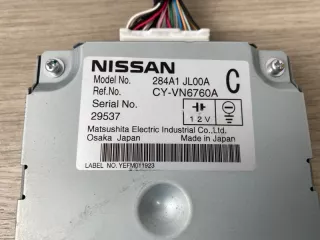 NISSAN
Model No. 284A1 JL00A C
Ref.No. CY-VN6760A
Serial No.
29537
12V
Matsushita Electric Industrial Co.,Ltd.
Osaka Japan Made in Japan
LABEL NO. YEFM011923